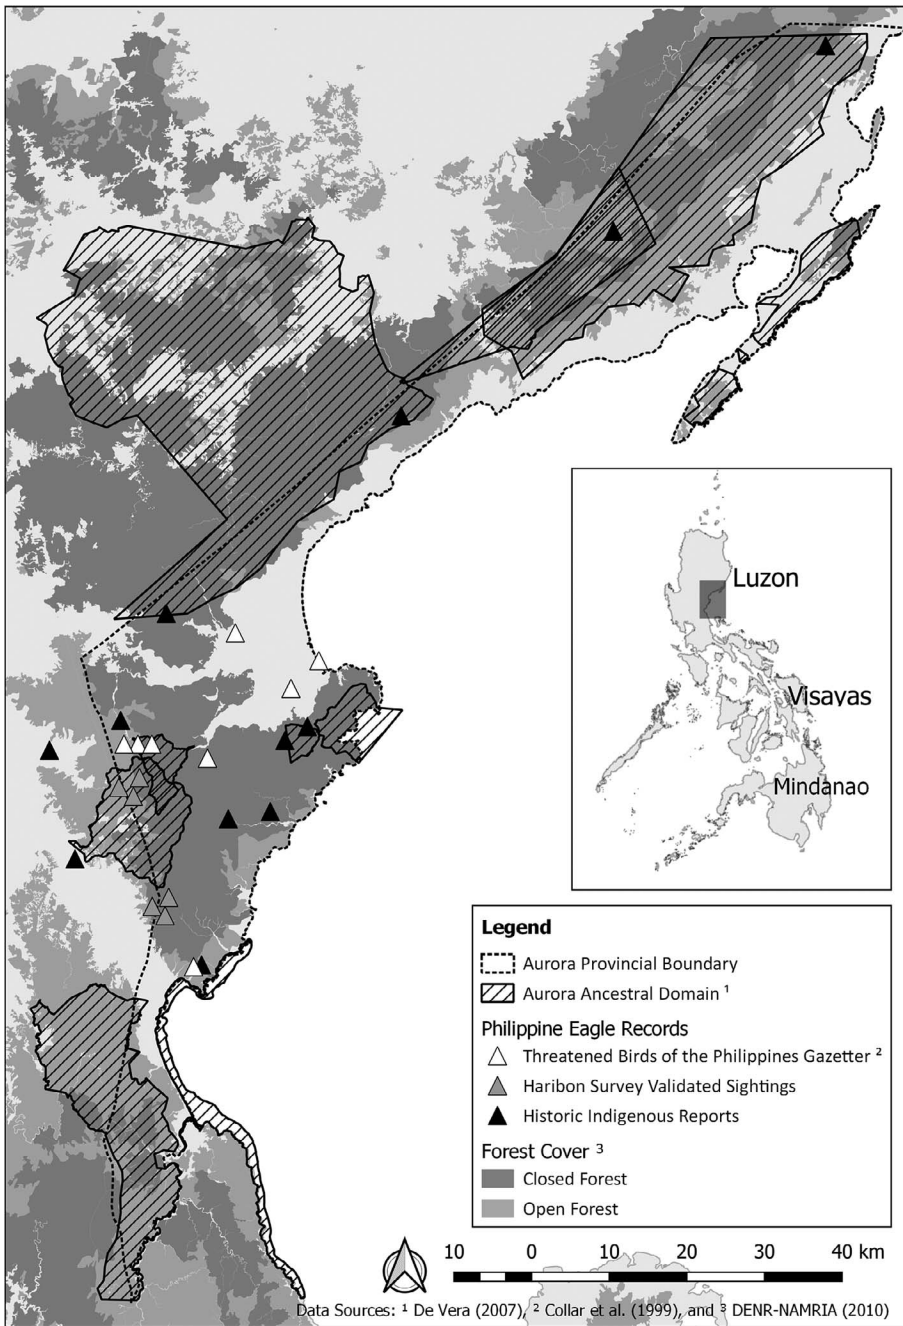 Luzon
Visayas
Mindanao
Legend
Aurora Provincial Boundary
Aurora Ancestral Domain ¹
Philippine Eagle Records
Threatened Birds of the Philippines Gazetter ²
Haribon Survey Validated Sightings
Historic Indigenous Reports
Forest Cover ³
Closed Forest
Open Forest
10 0 10 20 30 40 km
Data Sources: ¹ De Vera (2007), ² Collar et al. (1999), and ³ DENR-NAMRIA (2010)